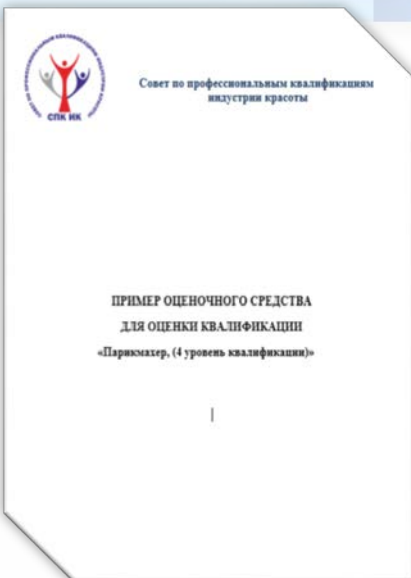 СПК ИК
Совет по профессиональным квалификациям
индустрии красоты
ПРИМЕР ОЦЕНОЧНОГО СРЕДСТВА
ДЛЯ ОЦЕНКИ КВАЛИФИКАЦИИ
«Парикмахер, (4 уровень квалификации)»